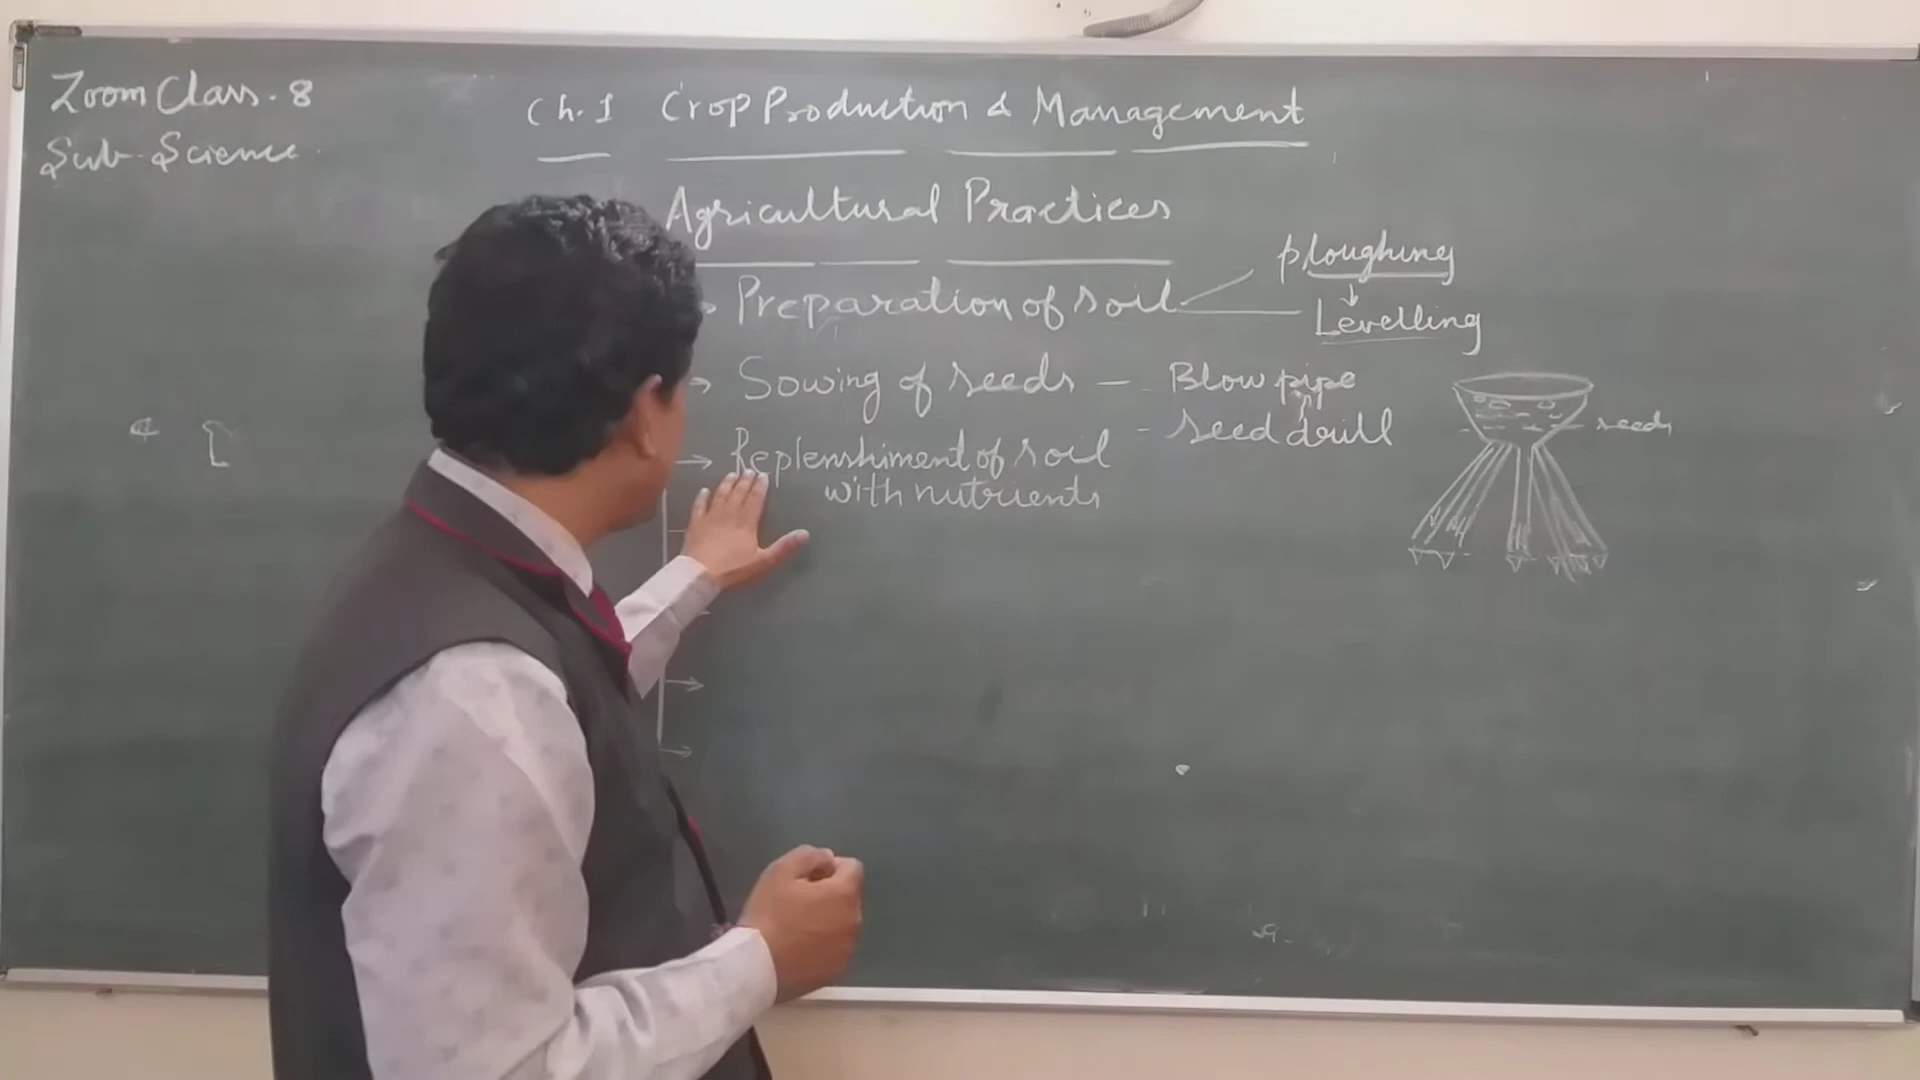 Zoom Class. 8
Sub-Science
Ch.1 Crop Production & Management
Agricultural Practices
Preparation of soil
ploughing
Levelling
Sowing of seeds - Blow pipe
- seed drill
seeds
Replenshiment of soil
with nutrients